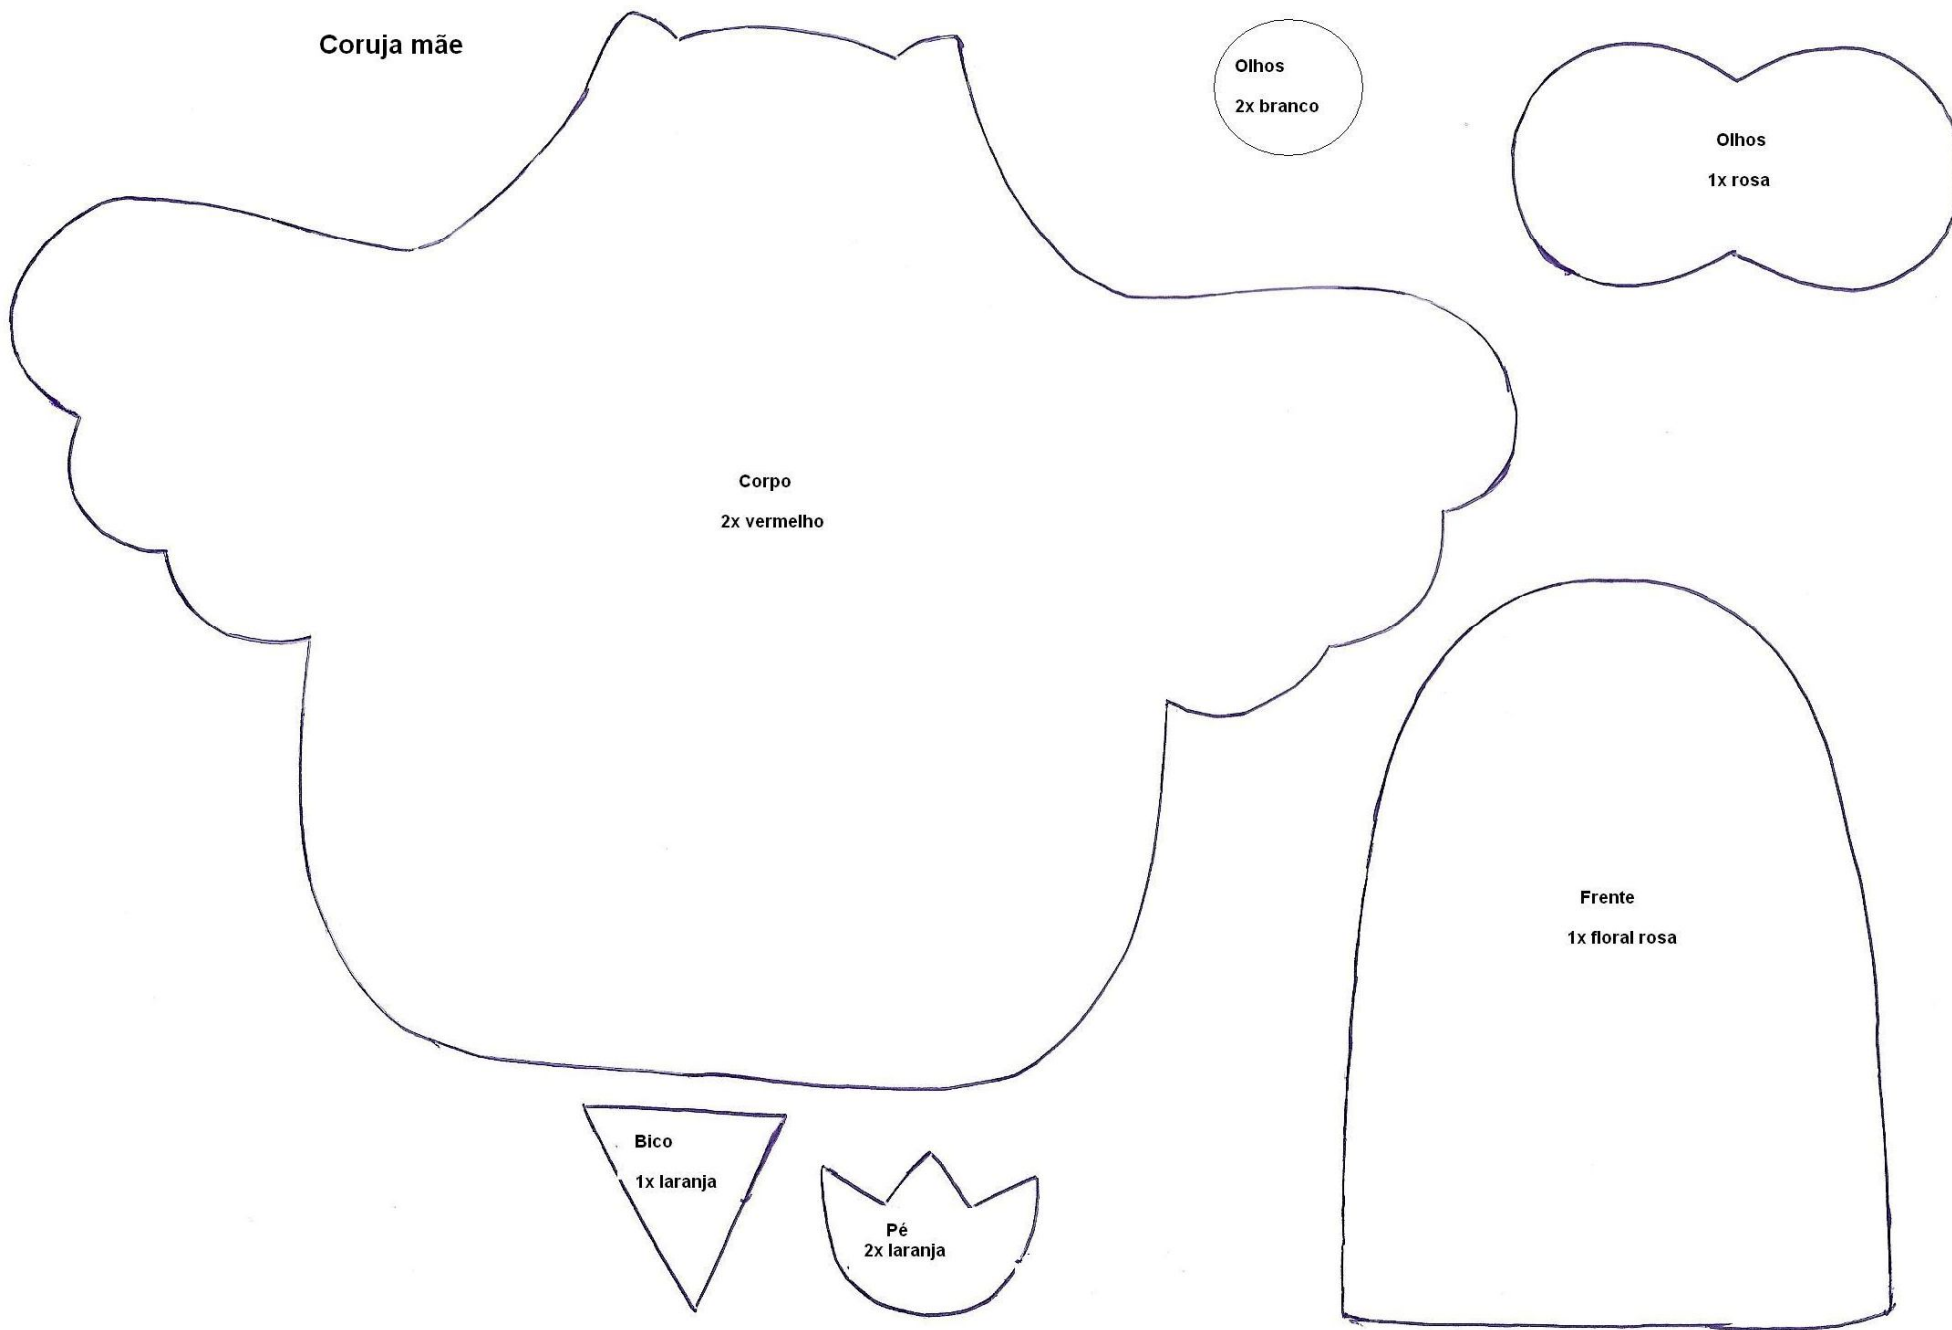 Coruja mãe
Olhos
2x branco
Olhos
1x rosa
Corpo
2x vermelho
Frente
1x floral rosa
Bico
1x laranja
Pé
2x laranja